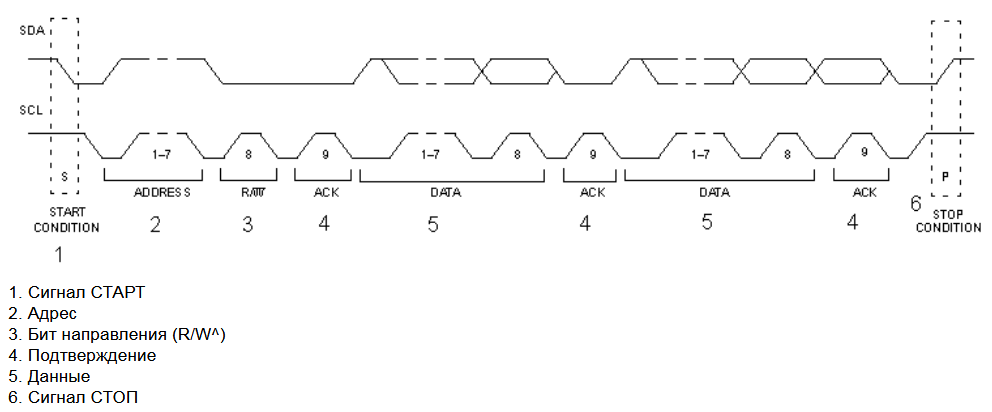 SDA
SCL
1–7 8 9 1–7 8 9 1–7 8 9
S P
ADDRESS R/W ACK DATA ACK DATA ACK
START CONDITION STOP CONDITION
1 2 3 4 5 4 5 4 6
1. Сигнал СТАРТ
2. Адрес
3. Бит направления (R/W^)
4. Подтверждение
5. Данные
6. Сигнал СТОП